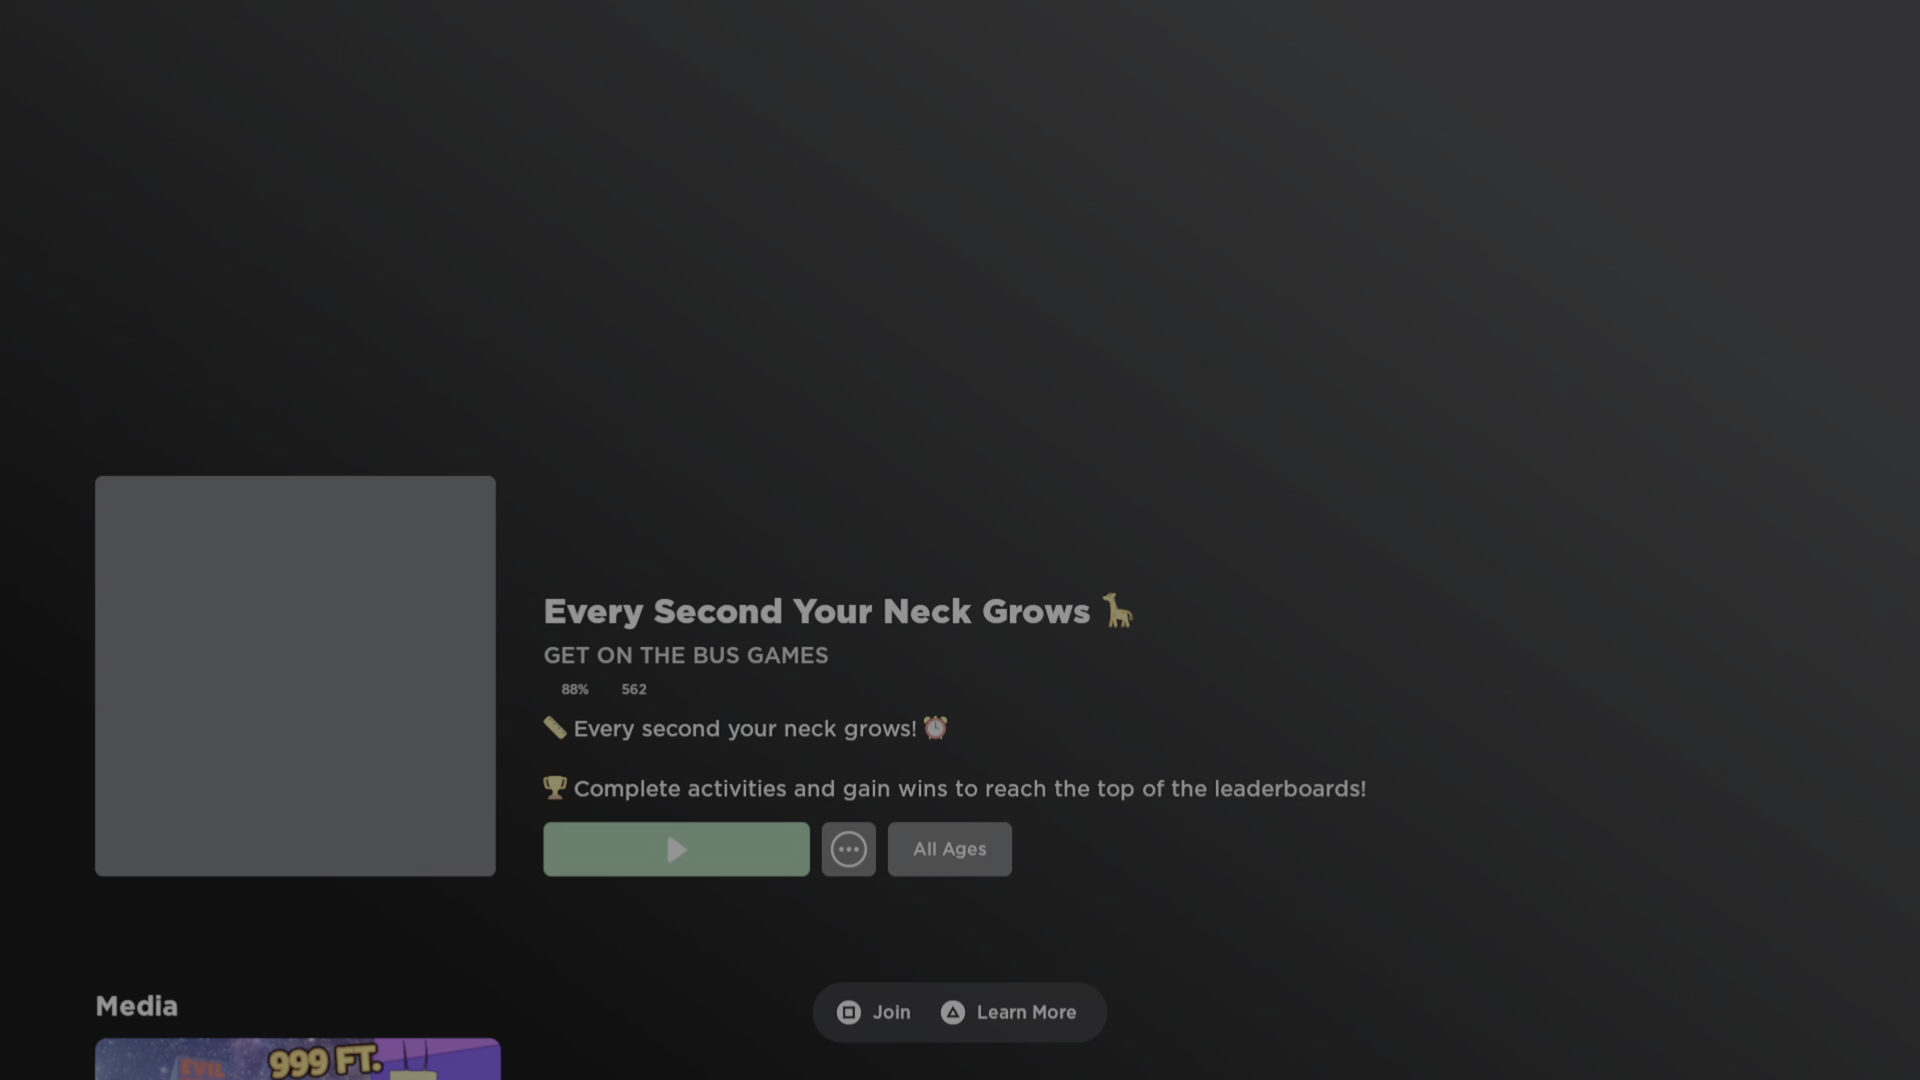 Every Second Your Neck Grows 🦒
GET ON THE BUS GAMES
88% 562
📏 Every second your neck grows! ⏰
🏆 Complete activities and gain wins to reach the top of the leaderboards!
All Ages
Media
Join Learn More
EVIL 999 FT.